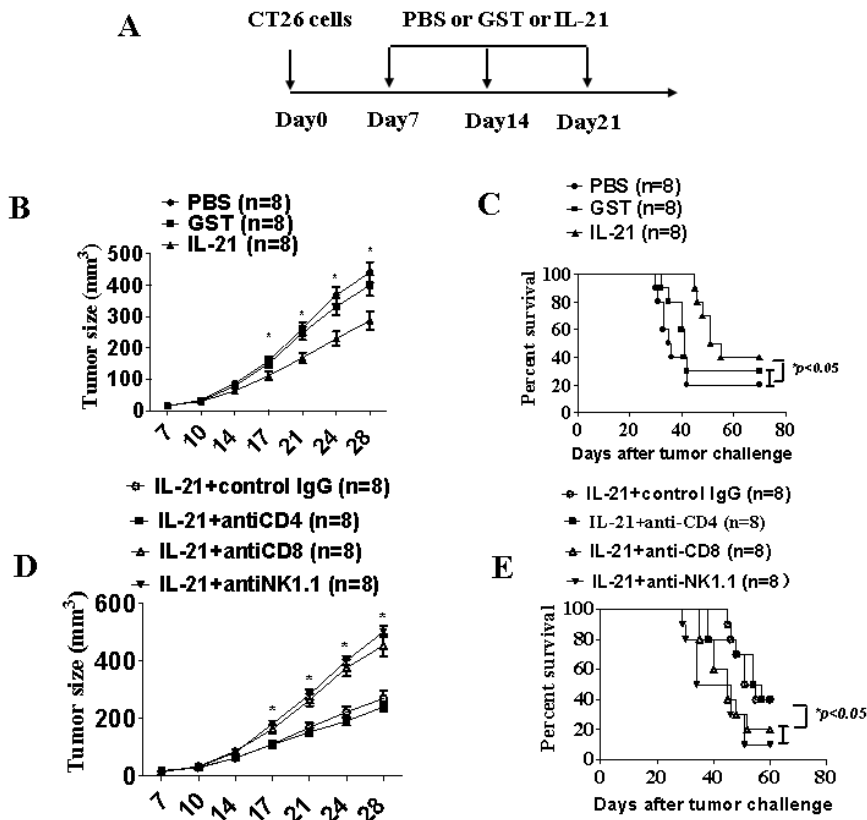 A
CT26 cells
PBS or GST or IL-21
Day0
Day7
Day14
Day21
B
PBS (n=8)
GST (n=8)
IL-21 (n=8)
Tumor size (mm3)
500
400
300
200
100
0
7
10
14
17
21
24
28
*
*
*
*
C
PBS (n=8)
GST (n=8)
IL-21 (n=8)
Percent survival
100
80
60
40
20
0
0
20
40
60
80
Days after tumor challenge
*p<0.05
D
IL-21+control IgG (n=8)
IL-21+antiCD4 (n=8)
IL-21+antiCD8 (n=8)
IL-21+antiNK1.1 (n=8)
Tumor size (mm3)
600
400
200
0
7
10
14
17
21
24
28
*
*
*
*
E
IL-21+control IgG (n=8)
IL-21+anti-CD4 (n=8)
IL-21+anti-CD8 (n=8)
IL-21+anti-NK1.1 (n=8)
Percent survival
100
80
60
40
20
0
0
20
40
60
80
Days after tumor challenge
*p<0.05